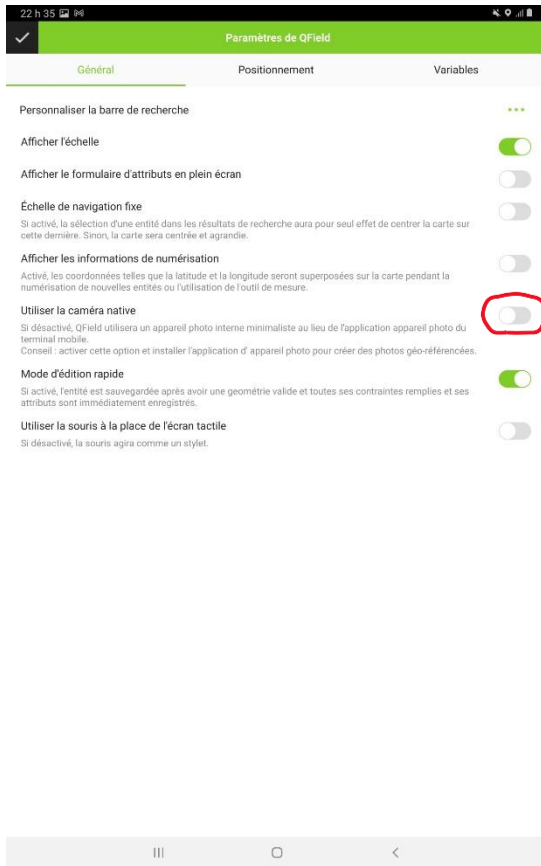 22 h 35
Paramètres de QField
Général Positionnement Variables
Personnaliser la barre de recherche
Afficher l'échelle
Afficher le formulaire d'attributs en plein écran
Échelle de navigation fixe
Si activé, la sélection d'une entité dans les résultats de recherche aura pour seul effet de centrer la carte sur
cette dernière. Sinon, la carte sera centrée et agrandie.
Afficher les informations de numérisation
Activé, les coordonnées telles que la latitude et la longitude seront superposées sur la carte pendant la
numérisation de nouvelles entités ou l'utilisation de l'outil de mesure.
Utiliser la caméra native
Si désactivé, QField utilisera un appareil photo interne minimaliste au lieu de l'application appareil photo du
terminal mobile.
Conseil : activer cette option et installer l'application d' appareil photo pour créer des photos géo-référencées.
Mode d'édition rapide
Si activé, l'entité est sauvegardée après avoir une geométrie valide et toutes ses contraintes remplies et ses
attributs sont immédiatement enregistrés.
Utiliser la souris à la place de l'écran tactile
Si désactivé, la souris agira comme un stylet.